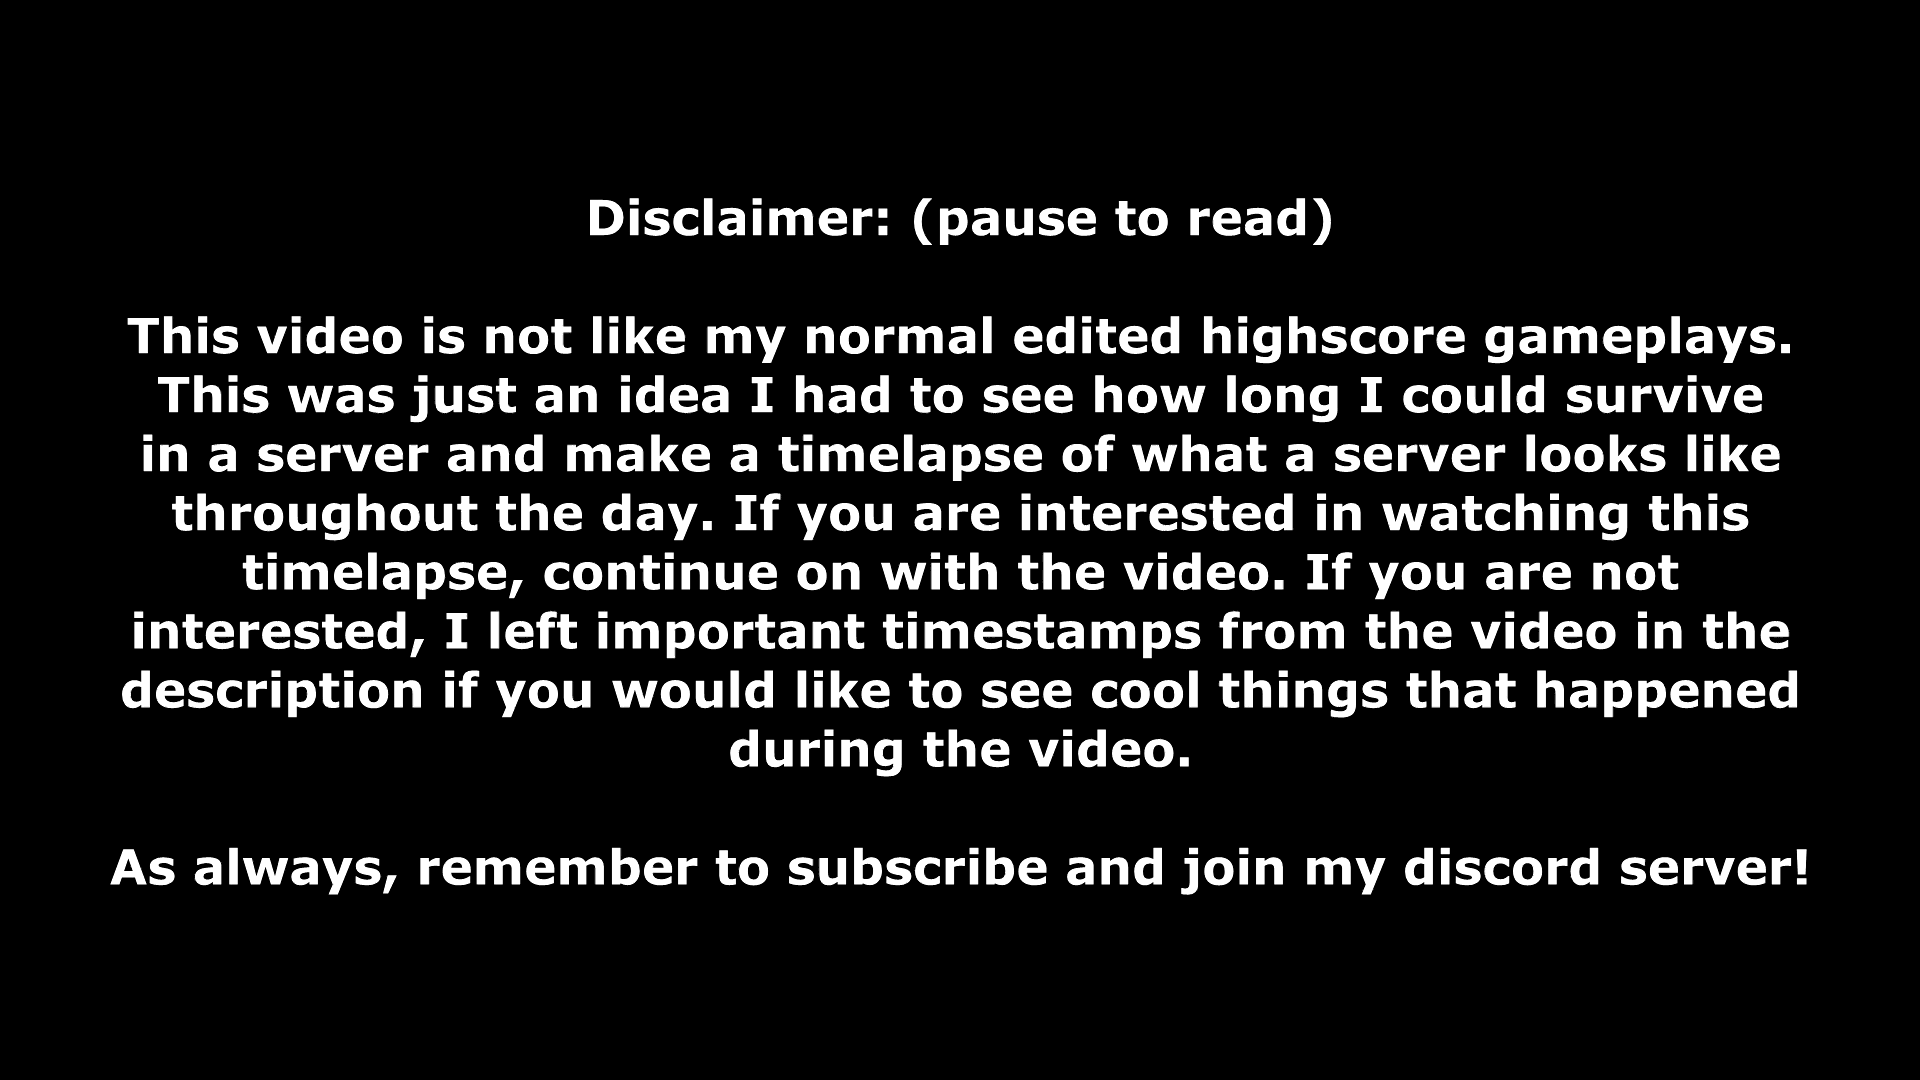 Disclaimer: (pause to read)
This video is not like my normal edited highscore gameplays.
This was just an idea I had to see how long I could survive
in a server and make a timelapse of what a server looks like
throughout the day. If you are interested in watching this
timelapse, continue on with the video. If you are not
interested, I left important timestamps from the video in the
description if you would like to see cool things that happened
during the video.
As always, remember to subscribe and join my discord server!